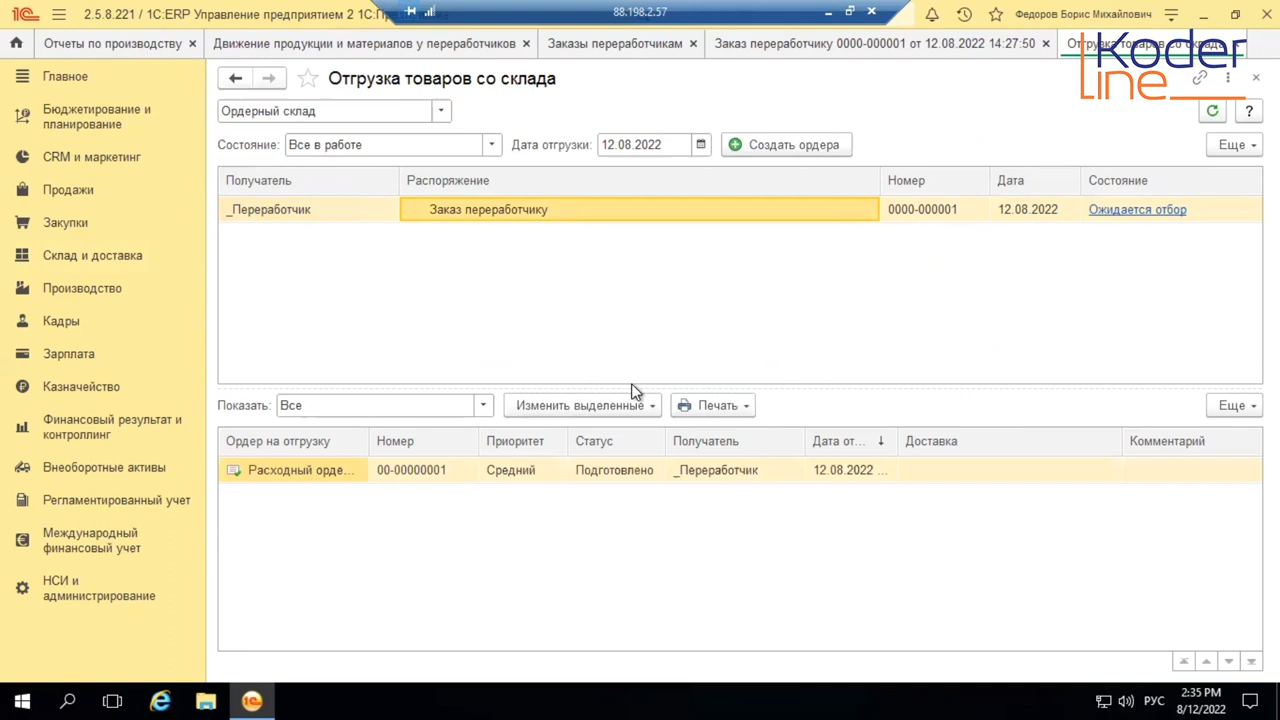 2.5.8.221 / 1С:ERP Управление предприятием 2 1С:Пр
88.198.2.57
Федоров Борис Михайлович
Отчеты по производству
Движение продукции и материалов у переработчиков
Заказы переработчикам
Заказ переработчику 0000-000001 от 12.08.2022 14:27:50
Отгрузка товаров со склада
Koder
line
Главное
Бюджетирование и
планирование
CRM и маркетинг
Продажи
Закупки
Склад и доставка
Производство
Кадры
Зарплата
Казначейство
Финансовый результат и
контроллинг
Внеоборотные активы
Регламентированный учет
Международный
финансовый учет
НСИ и
администрирование
Отгрузка товаров со склада
Ордерный склад
?
Состояние: Все в работе Дата отгрузки: 12.08.2022 Создать ордера Еще
Получатель Распоряжение Номер Дата Состояние
_Переработчик Заказ переработчику 0000-000001 12.08.2022 Ожидается отбор
Показать: Все Изменить выделенные Печать Еще
Ордер на отгрузку Номер Приоритет Статус Получатель Дата от... Доставка Комментарий
Расходный орде... 00-00000001 Средний Подготовлено _Переработчик 12.08.2022 ...
РУС
2:35 PM
8/12/2022